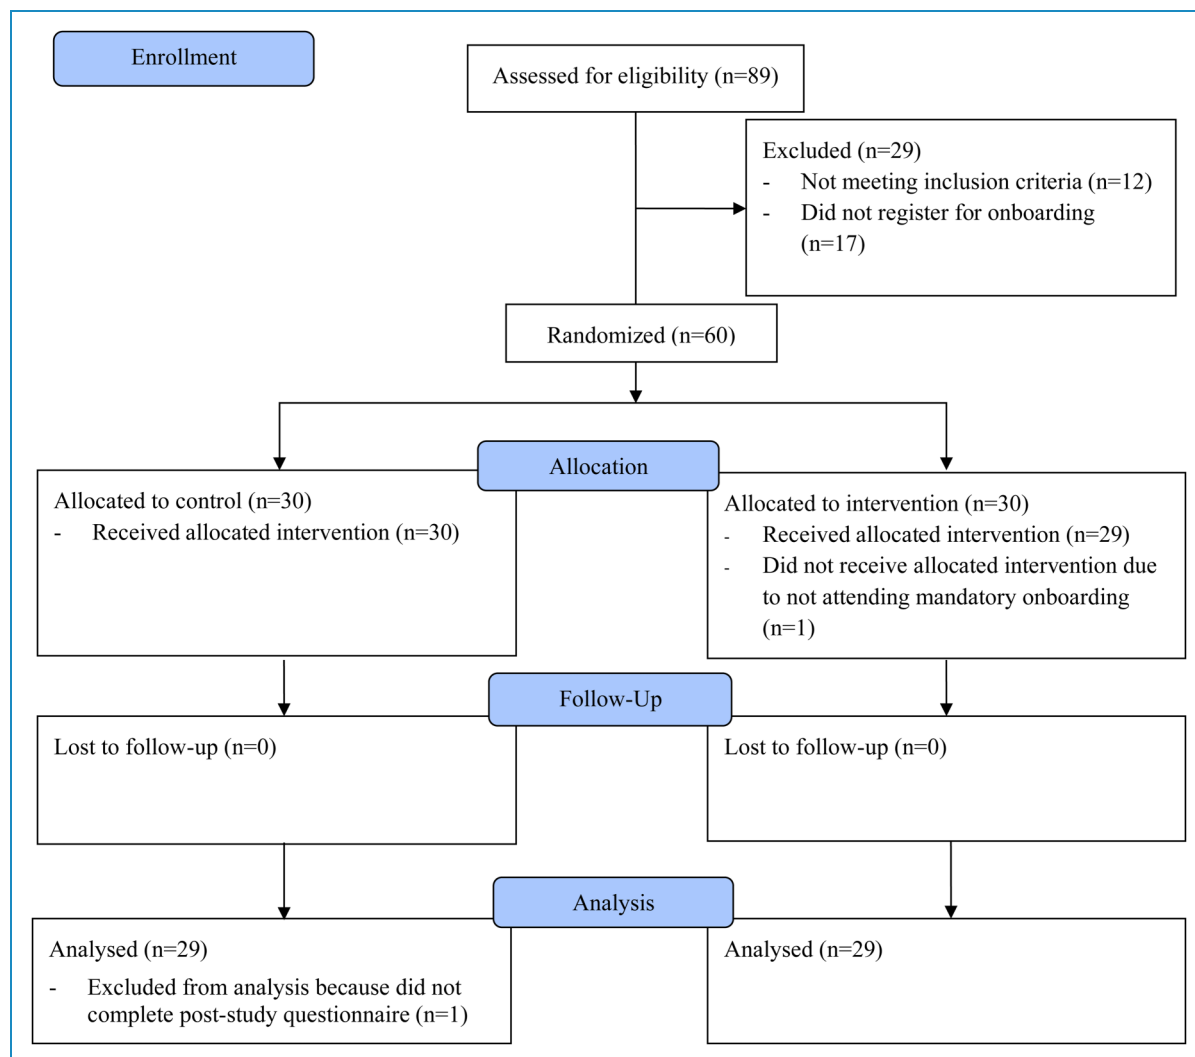 Enrollment
Assessed for eligibility (n=89)
Excluded (n=29)
- Not meeting inclusion criteria (n=12)
- Did not register for onboarding
(n=17)
Randomized (n=60)
Allocation
Allocated to control (n=30)
- Received allocated intervention (n=30)
Allocated to intervention (n=30)
- Received allocated intervention (n=29)
- Did not receive allocated intervention due
to not attending mandatory onboarding
(n=1)
Follow-Up
Lost to follow-up (n=0)
Lost to follow-up (n=0)
Analysis
Analysed (n=29)
- Excluded from analysis because did not
complete post-study questionnaire (n=1)
Analysed (n=29)